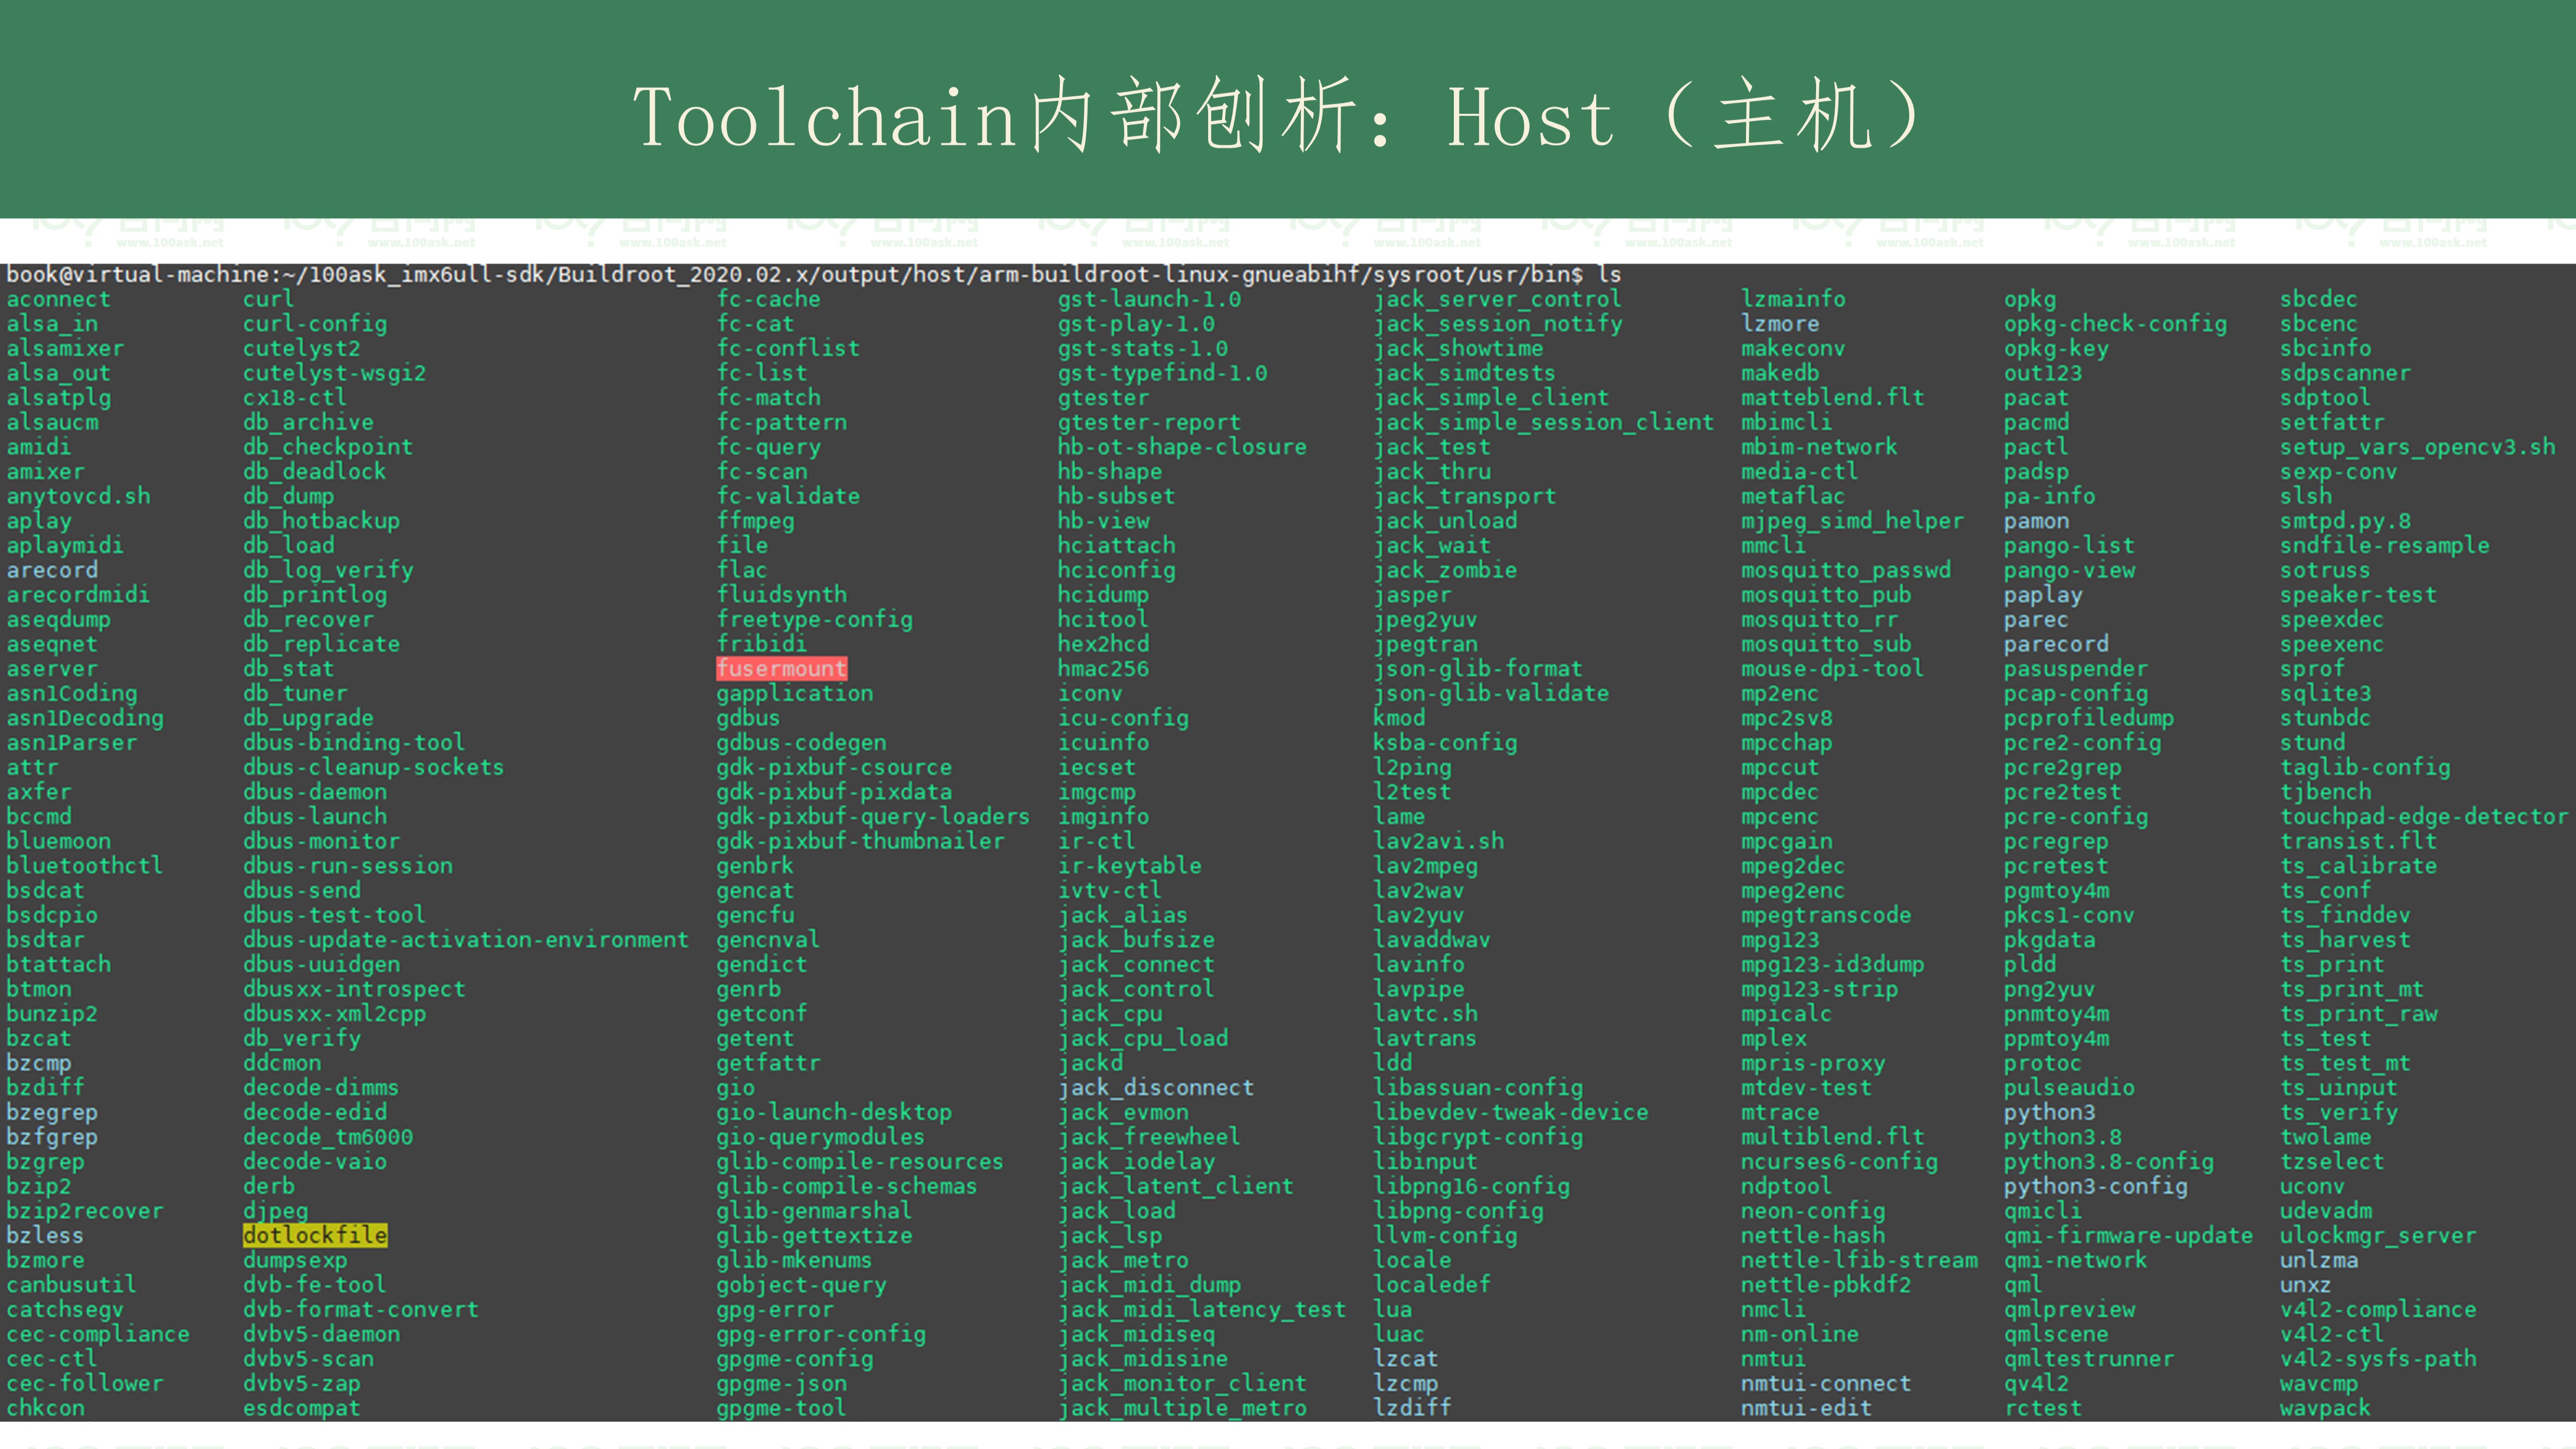 Toolchain内部刨析：Host（主机）
www.100ask.net www.100ask.net www.100ask.net www.100ask.net www.100ask.net www.100ask.net www.100ask.net www.100ask.net www.100ask.net www.100ask.net
book@virtual-machine:~/100ask_imx6ull-sdk/Buildroot_2020.02.x/output/host/arm-buildroot-linux-gnueabihf/sysroot/usr/bin$ ls
aconnect curl fc-cache gst-launch-1.0 jack_server_control lzmainfo opkg sbcdec
alsa_in curl-config fc-cat gst-play-1.0 jack_session_notify lzmore opkg-check-config sbcenc
alsamixer cutelyst2 fc-conflist gst-stats-1.0 jack_showtime makeconv opkg-key sbcinfo
alsa_out cutelyst-wsgi2 fc-list gst-typefind-1.0 jack_simdtests makedb out123 sdpscanner
alsatplg cx18-ctl fc-match gtester jack_simple_client matteblend.flt pacat sdptool
alsaucm db_archive fc-pattern gtester-report jack_simple_session_client mbimcli pacmd setfattr
amidi db_checkpoint fc-query hb-ot-shape-closure jack_test mbim-network pactl setup_vars_opencv3.sh
amixer db_deadlock fc-scan hb-shape jack_thru media-ctl padsp sexp-conv
anytovcd.sh db_dump fc-validate hb-subset jack_transport metaflac pa-info slsh
aplay db_hotbackup ffmpeg hb-view jack_unload mjpeg_simd_helper pamon smtpd.py.8
aplaymidi db_load file hciattach jack_wait mmcli pango-list sndfile-resample
arecord db_log_verify flac hciconfig jack_zombie mosquitto_passwd pango-view sotruss
arecordmidi db_printlog fluidsynth hcidump jasper mosquitto_pub paplay speaker-test
aseqdump db_recover freetype-config hcitool jpeg2yuv mosquitto_rr parec speexdec
aseqnet db_replicate fribidi hex2hcd jpegtran mosquitto_sub parecord speexenc
aserver db_stat fusermount hmac256 json-glib-format mouse-dpi-tool pasuspender sprof
asn1Coding db_tuner gapplication iconv json-glib-validate mp2enc pcap-config sqlite3
asn1Decoding db_upgrade gdbus icu-config kmod mpc2sv8 pcprofiledump stunbdc
asn1Parser dbus-binding-tool gdbus-codegen icuinfo ksba-config mpcchap pcre2-config stund
attr dbus-cleanup-sockets gdk-pixbuf-csource iecset l2ping mpccut pcre2grep taglib-config
axfer dbus-daemon gdk-pixbuf-pixdata imgcmp l2test mpcdec pcre2test tjbench
bccmd dbus-launch gdk-pixbuf-query-loaders imginfo lame mpcenc pcre-config touchpad-edge-detector
bluemoon dbus-monitor gdk-pixbuf-thumbnailer ir-ctl lav2avi.sh mpcgain pcregrep transist.flt
bluetoothctl dbus-run-session genbrk ir-keytable lav2mpeg mpeg2dec pcretest ts_calibrate
bsdcat dbus-send gencat ivtv-ctl lav2wav mpeg2enc pgmtoy4m ts_conf
bsdcpio dbus-test-tool gencfu jack_alias lav2yuv mpegtranscode pkcs1-conv ts_finddev
bsdtar dbus-update-activation-environment gencnval jack_bufsize lavaddwav mpg123 pkgdata ts_harvest
btattach dbus-uuidgen gendict jack_connect lavinfo mpg123-id3dump pldd ts_print
btmon dbusxx-introspect genrb jack_control lavpipe mpg123-strip png2yuv ts_print_mt
bunzip2 dbusxx-xml2cpp getconf jack_cpu lavtc.sh mpicalc pnmtoy4m ts_print_raw
bzcat db_verify getent jack_cpu_load lavtrans mplex ppmtoy4m ts_test
bzcmp ddcmon getfattr jackd ldd mpris-proxy protoc ts_test_mt
bzdiff decode-dimms gio jack_disconnect libassuan-config mtdev-test pulseaudio ts_uinput
bzegrep decode-edid gio-launch-desktop jack_evmon libevdev-tweak-device mtrace python3 ts_verify
bzfgrep decode_tm6000 gio-querymodules jack_freewheel libgcrypt-config multiblend.flt python3.8 twolame
bzgrep decode-vaio glib-compile-resources jack_iodelay libinput ncurses6-config python3.8-config tzselect
bzip2 derb glib-compile-schemas jack_latent_client libpng16-config ndptool python3-config uconv
bzip2recover djpeg glib-genmarshal jack_load libpng-config neon-config qmicli udevadm
bzless dotlockfile glib-gettextize jack_lsp llvm-config nettle-hash qmi-firmware-update ulockmgr_server
bzmore dumpsexp glib-mkenums jack_metro locale nettle-lfib-stream qmi-network unlzma
canbusutil dvb-fe-tool gobject-query jack_midi_dump localedef nettle-pbkdf2 qml unxz
catchsegv dvb-format-convert gpg-error jack_midi_latency_test lua nmcli qmlpreview v4l2-compliance
cec-compliance dvbv5-daemon gpg-error-config jack_midiseq luac nm-online qmlscene v4l2-ctl
cec-ctl dvbv5-scan gpgme-config jack_midisine lzcat nmtui qmltestrunner v4l2-sysfs-path
cec-follower dvbv5-zap gpgme-json jack_monitor_client lzcmp nmtui-connect qv4l2 wavcmp
chkcon esdcompat gpgme-tool jack_multiple_metro lzdiff nmtui-edit rctest wavpack